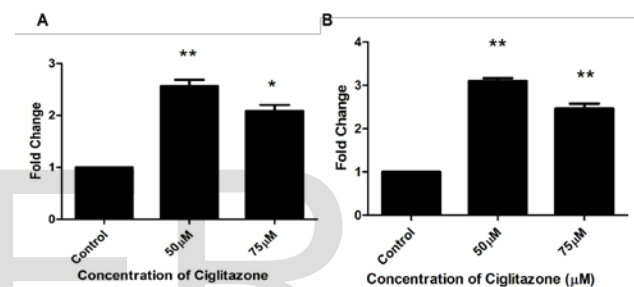 A
**
*
Fold Change
3
2
1
0
Control
50µM
75µM
Concentration of Ciglitazone
B
**
**
Fold Change
4
3
2
1
0
Control
50µM
75µM
Concentration of Ciglitazone (µM)